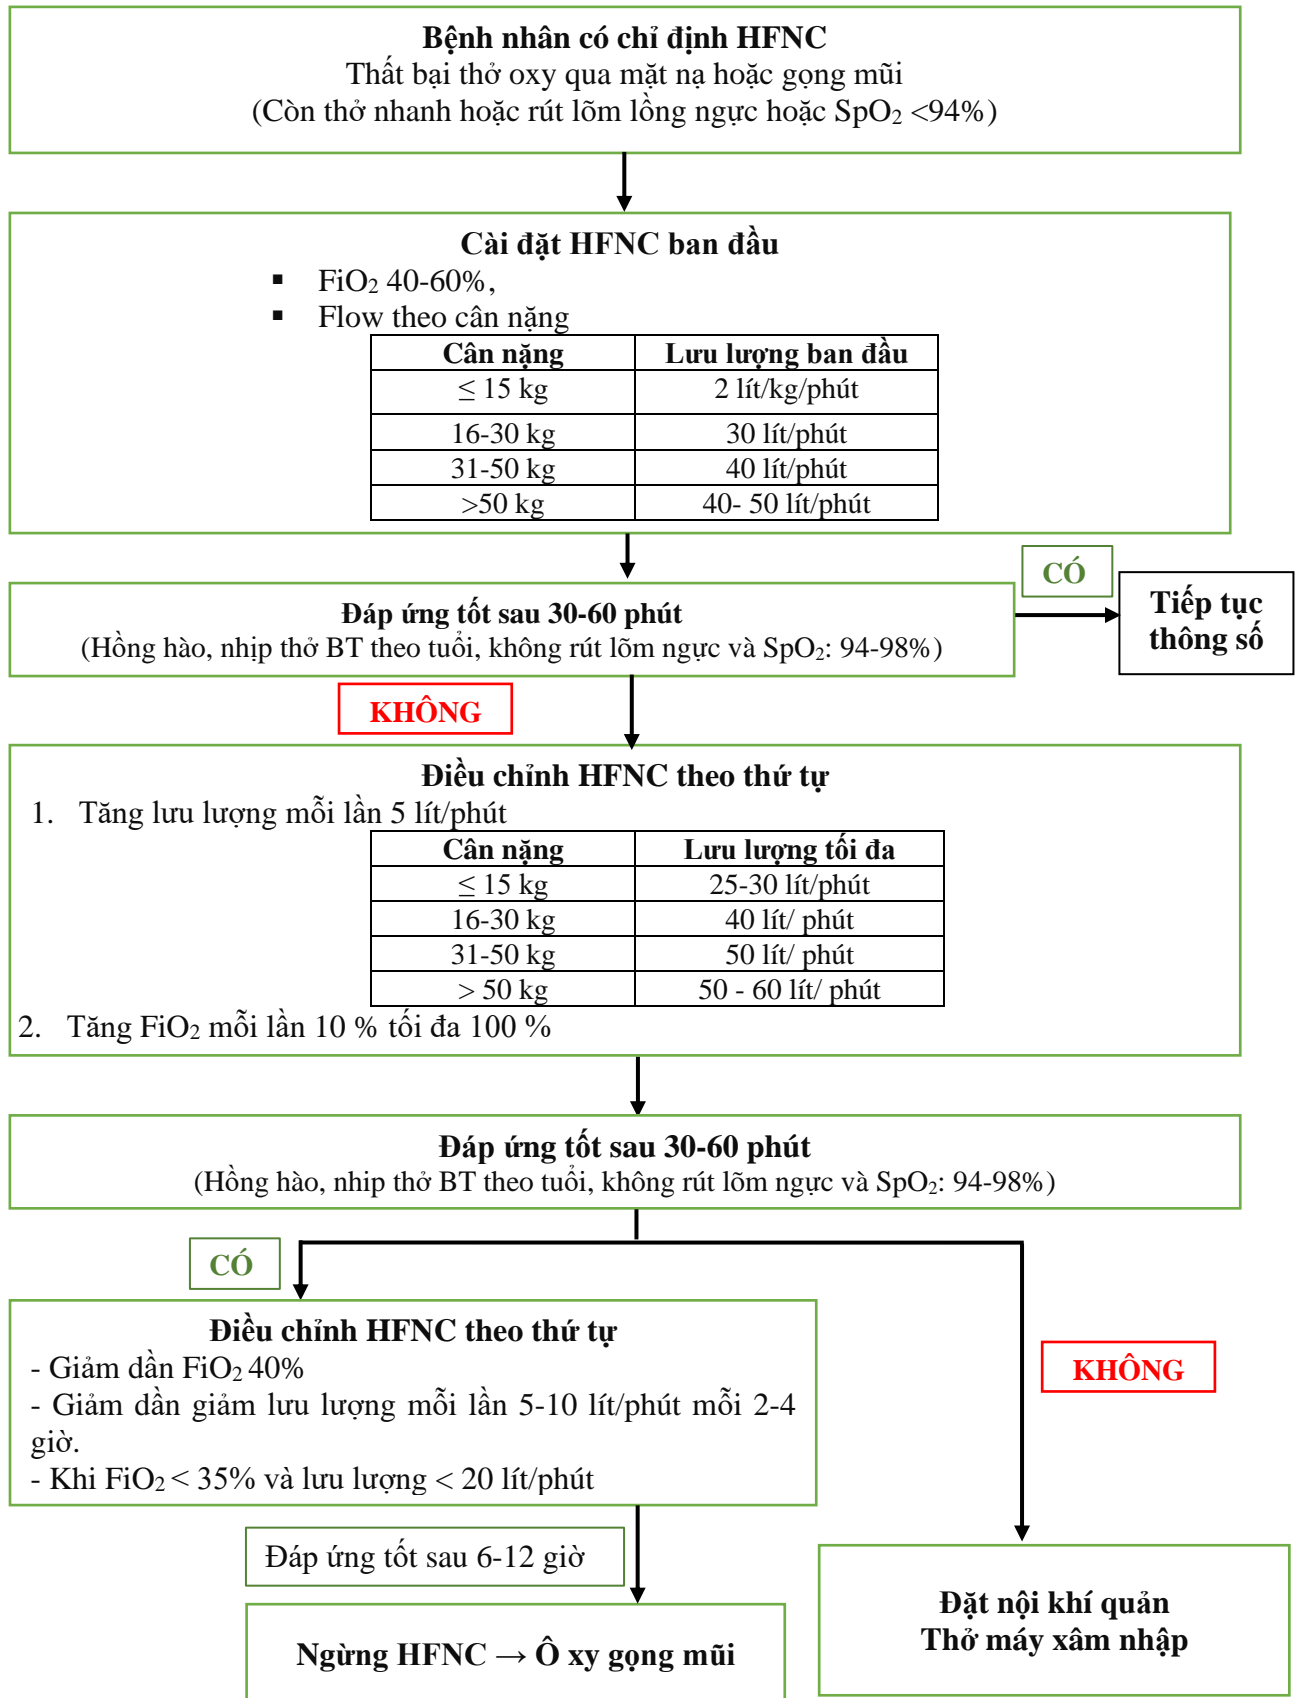 Bệnh nhân có chỉ định HFNC
Thất bại thở oxy qua mặt nạ hoặc gọng mũi
(Còn thở nhanh hoặc rút lõm lồng ngực hoặc SpO₂ <94%)
Cài đặt HFNC ban đầu
▪ FiO₂ 40-60%,
▪ Flow theo cân nặng
Cân nặng Lưu lượng ban đầu
≤ 15 kg 2 lít/kg/phút
16-30 kg 30 lít/phút
31-50 kg 40 lít/phút
>50 kg 40- 50 lít/phút
CÓ
Đáp ứng tốt sau 30-60 phút
(Hồng hào, nhịp thở BT theo tuổi, không rút lõm ngực và SpO₂: 94-98%)
Tiếp tục
thông số
KHÔNG
Điều chỉnh HFNC theo thứ tự
1. Tăng lưu lượng mỗi lần 5 lít/phút
Cân nặng Lưu lượng tối đa
≤ 15 kg 25-30 lít/phút
16-30 kg 40 lít/ phút
31-50 kg 50 lít/ phút
> 50 kg 50 - 60 lít/ phút
2. Tăng FiO₂ mỗi lần 10 % tối đa 100 %
Đáp ứng tốt sau 30-60 phút
(Hồng hào, nhip thở BT theo tuổi, không rút lõm ngực và SpO₂: 94-98%)
CÓ
Điều chỉnh HFNC theo thứ tự
- Giảm dần FiO₂ 40%
- Giảm dần giảm lưu lượng mỗi lần 5-10 lít/phút mỗi 2-4
giờ.
- Khi FiO₂ < 35% và lưu lượng < 20 lít/phút
KHÔNG
Đáp ứng tốt sau 6-12 giờ
Ngừng HFNC → Ô xy gọng mũi
Đặt nội khí quản
Thở máy xâm nhập